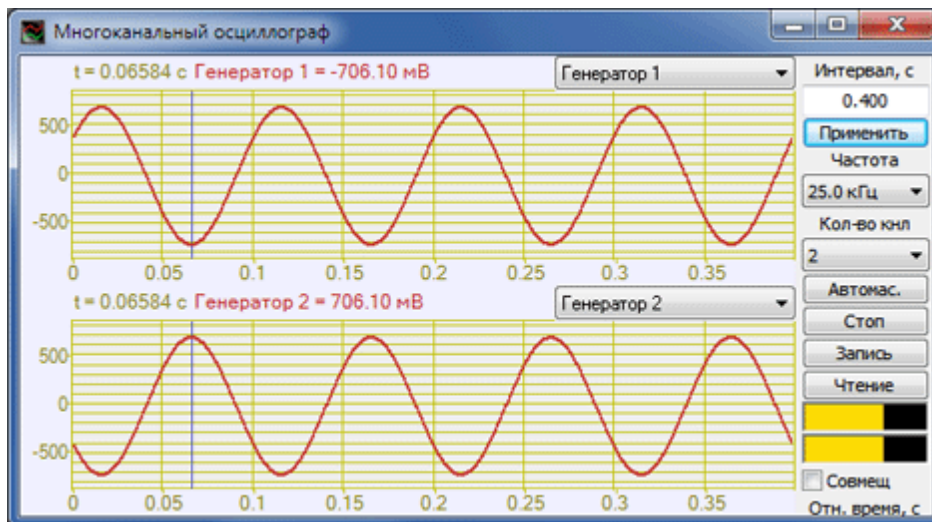 Многоканальный осциллограф
t = 0.06584 с Генератор 1 = -706.10 мВ
Генератор 1
500
0
-500
0 0.05 0.1 0.15 0.2 0.25 0.3 0.35
t = 0.06584 с Генератор 2 = 706.10 мВ
Генератор 2
500
0
-500
0 0.05 0.1 0.15 0.2 0.25 0.3 0.35
Интервал, с
0.400
Применить
Частота
25.0 кГц
Кол-во кнл
2
Автомас.
Стоп
Запись
Чтение
Совмещ
Отн. время, с